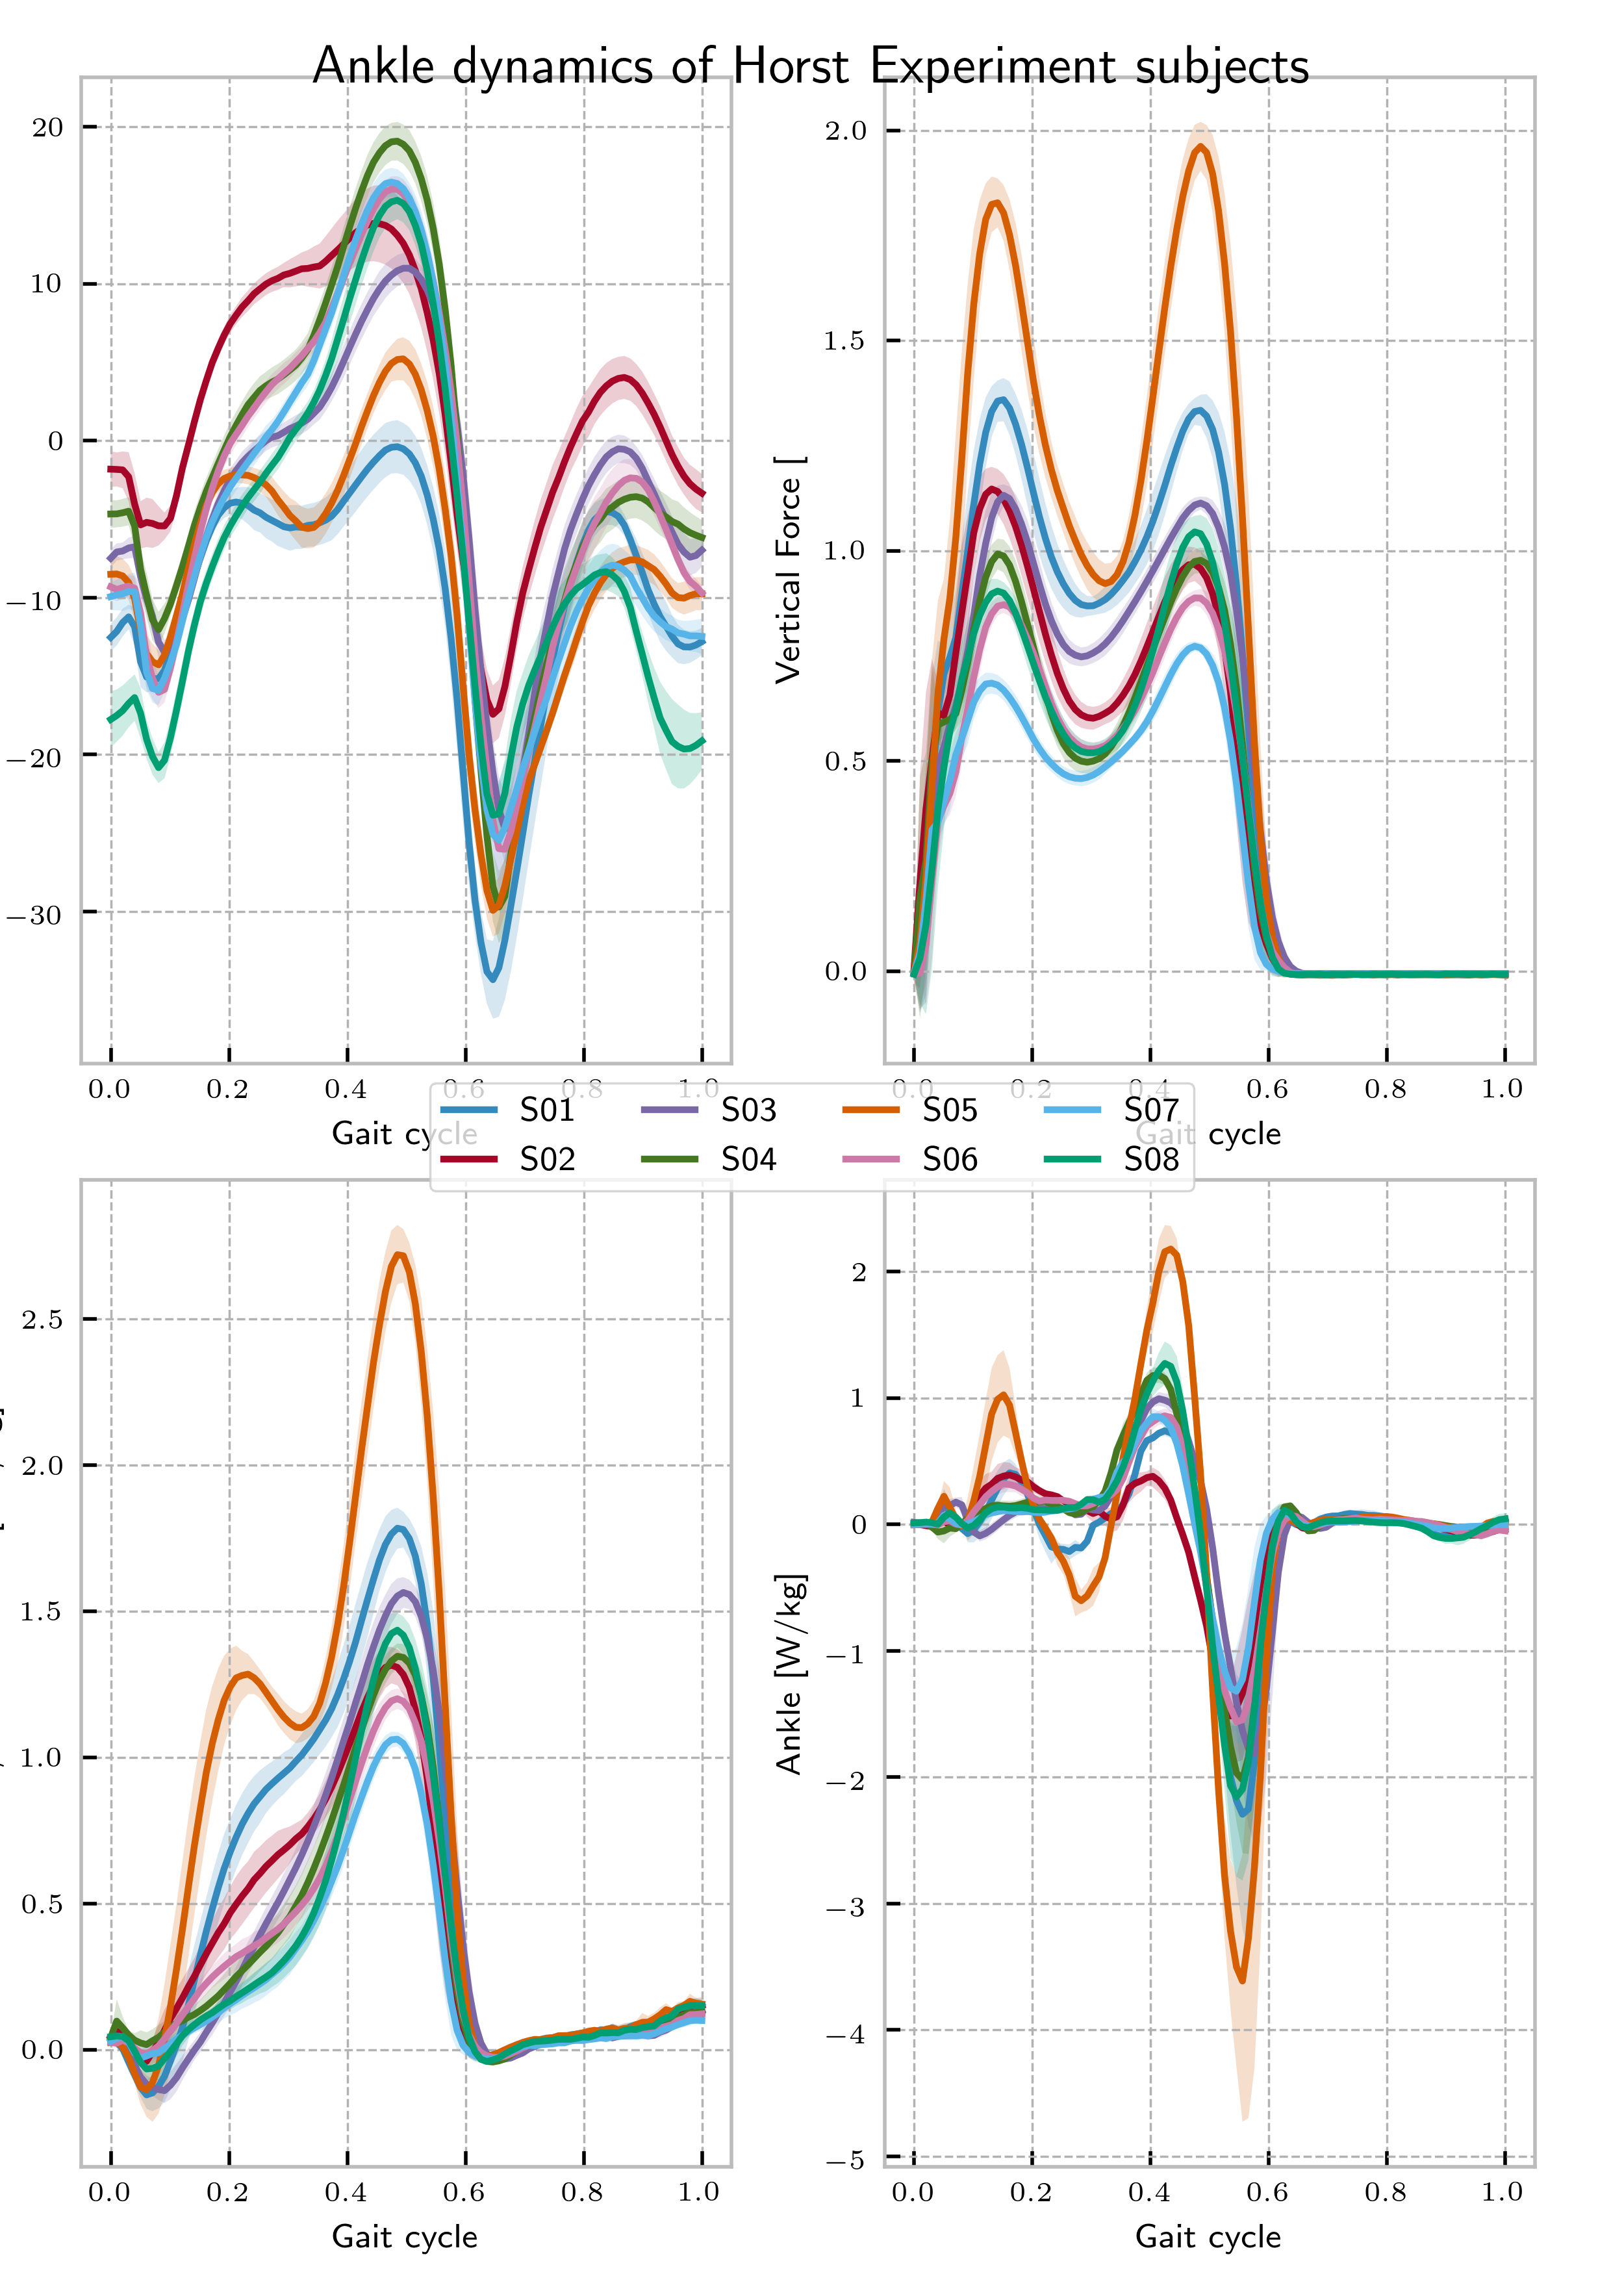 Ankle dynamics of Horst Experiment subjects
20
10
0
−10
−20
−30
0.0 0.2 0.4 0.6 0.8 1.0
Gait cycle
Vertical Force [
2.0
1.5
1.0
0.5
0.0
0.0 0.2 0.4 0.6 0.8 1.0
Gait cycle
S01 S03 S05 S07
S02 S04 S06 S08
2.5
2.0
1.5
1.0
0.5
0.0
0.0 0.2 0.4 0.6 0.8 1.0
Gait cycle
Ankle [W/kg]
2
1
0
−1
−2
−3
−4
−5
0.0 0.2 0.4 0.6 0.8 1.0
Gait cycle